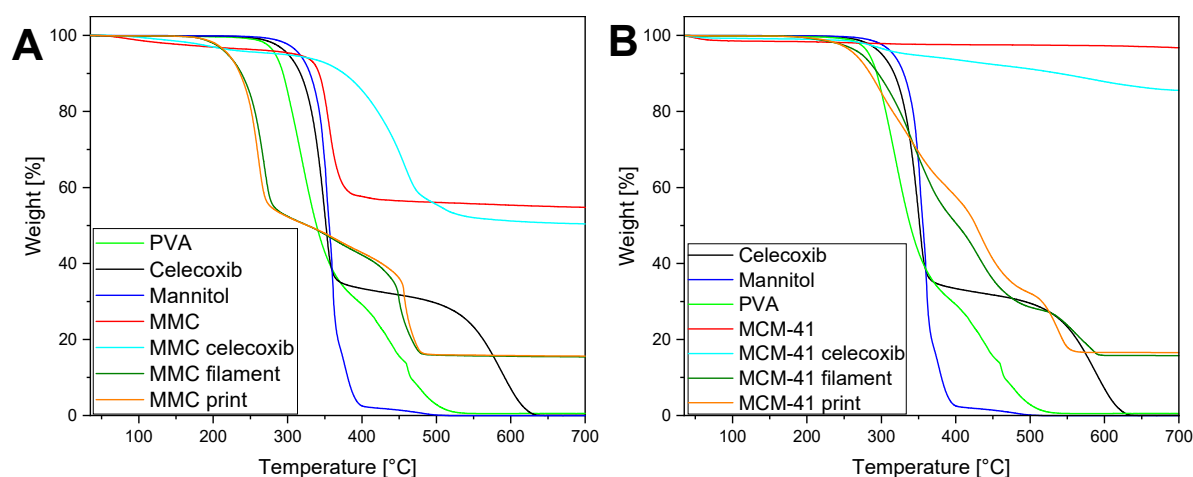 A
Weight [%]
100
80
60
40
20
0
PVA
Celecoxib
Mannitol
MMC
MMC celecoxib
MMC filament
MMC print
100 200 300 400 500 600 700
Temperature [°C]
B
Weight [%]
100
80
60
40
20
0
Celecoxib
Mannitol
PVA
MCM-41
MCM-41 celecoxib
MCM-41 filament
MCM-41 print
100 200 300 400 500 600 700
Temperature [°C]